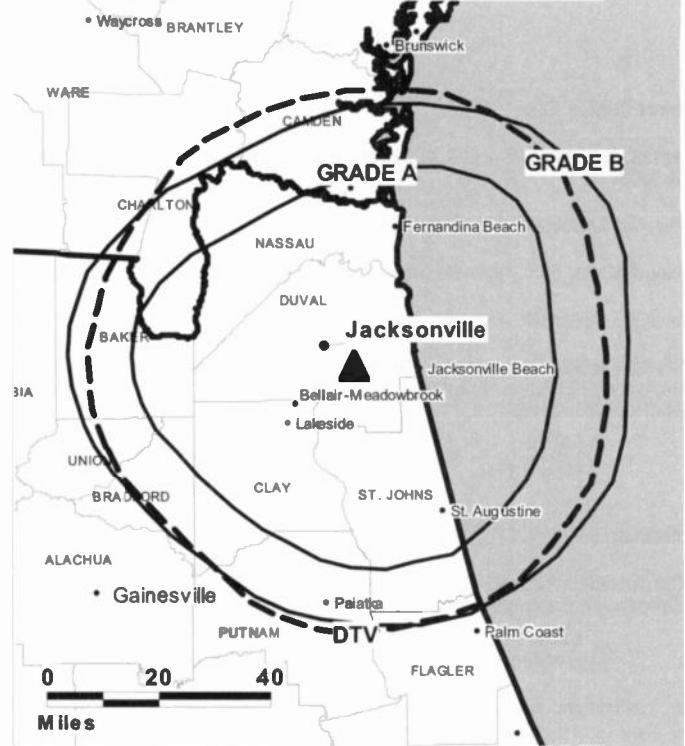 Waycross
BRANTLEY
Brunswick
WARE
CAMDEN
GRADE A
GRADE B
CHARLTON
Fernandina Beach
NASSAU
DUVAL
Jacksonville
BAKER
Jacksonville Beach
BIA
Bellair-Meadowbrook
Lakeside
UNION
CLAY
ST. JOHNS
BRADFORD
St. Augustine
ALACHUA
Gainesville
Palatka
PUTNAM
DTV
Palm Coast
FLAGLER
0 20 40
Miles